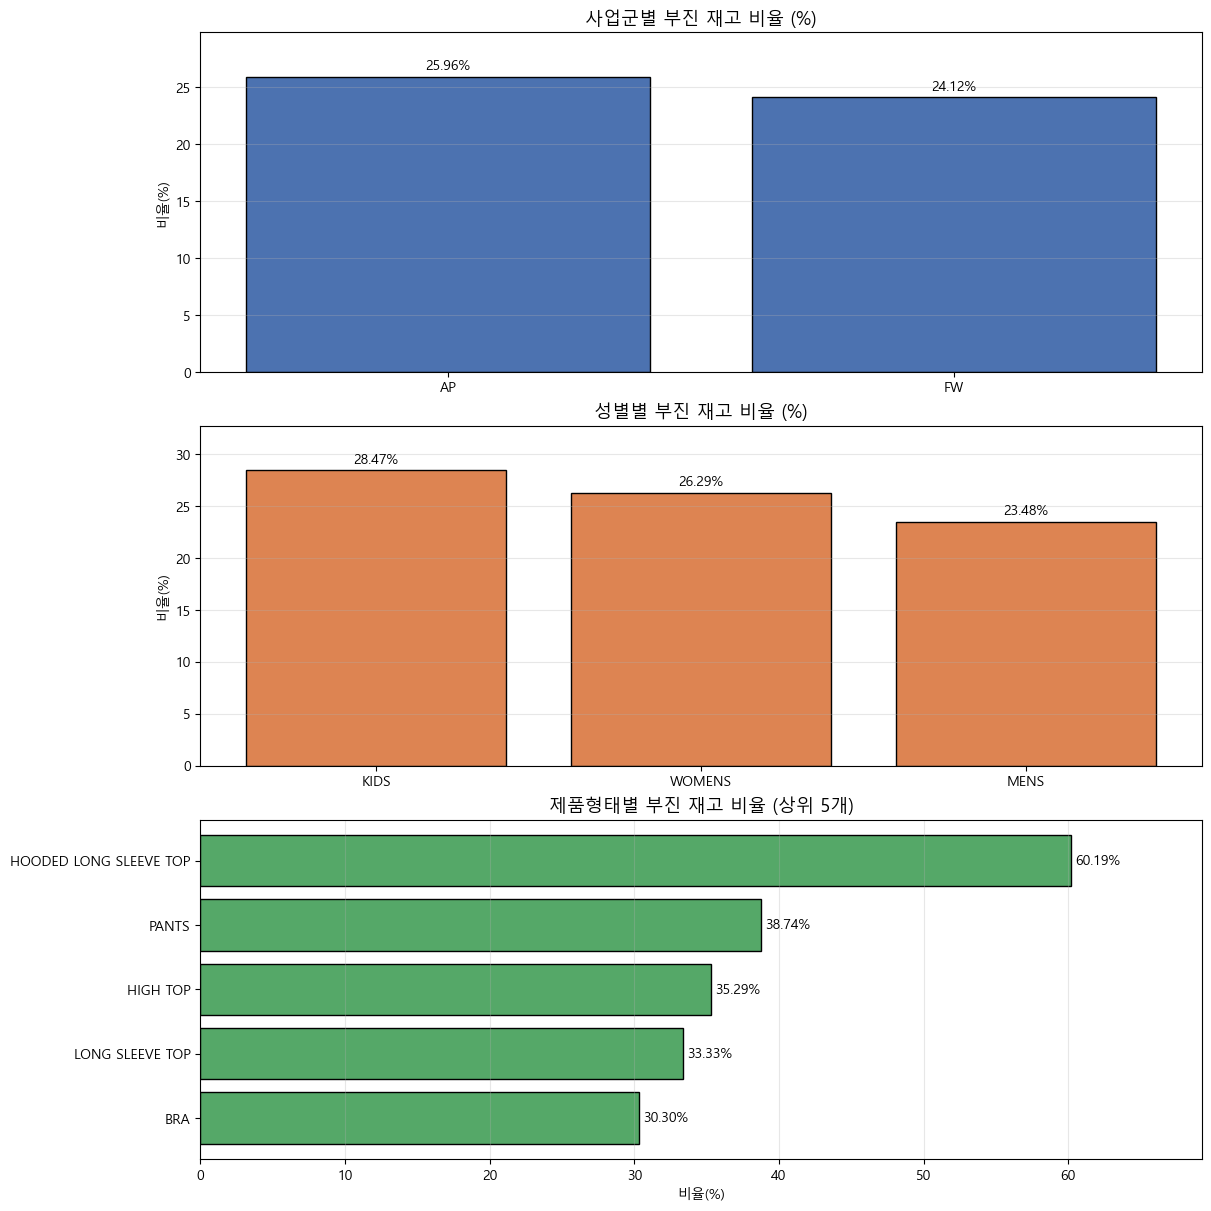 사업군별 부진 재고 비율 (%)
25.96%
24.12%
25
20
15
10
5
0
비율(%)
AP
FW
성별별 부진 재고 비율 (%)
28.47%
26.29%
23.48%
30
25
20
15
10
5
0
비율(%)
KIDS
WOMENS
MENS
제품형태별 부진 재고 비율 (상위 5개)
HOODED LONG SLEEVE TOP
60.19%
PANTS
38.74%
HIGH TOP
35.29%
LONG SLEEVE TOP
33.33%
BRA
30.30%
0
10
20
30
40
50
60
비율(%)